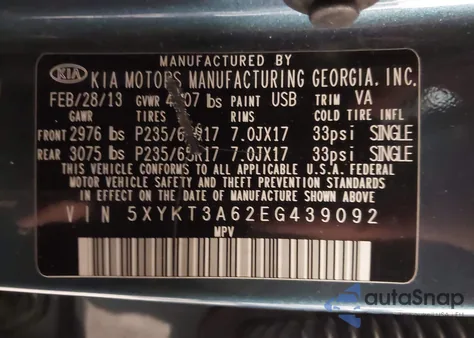 MANUFACTURED BY
KIA KIA MOTORS MANUFACTURING GEORGIA, INC.
FEB/28/13 GVWR lbs PAINT USB TRIM VA
GAWR TIRES RIMS COLD TIRE INFL
FRONT 2976 lbs 7.0JX17 33psi SINGLE
REAR 3075 lbs P235/65R17 7.0JX17 33psi SINGLE
THIS VEHICLE CONFORMS TO ALL APPLICABLE U.S.A. FEDERAL
MOTOR VEHICLE SAFETY AND THEFT PREVENTION STANDARDS
IN EFFECT ON THE DATE OF MANUFACTURE SHOWN ABOVE.
VIN 5XYKT3A62EG439092
MPV
autoSnap